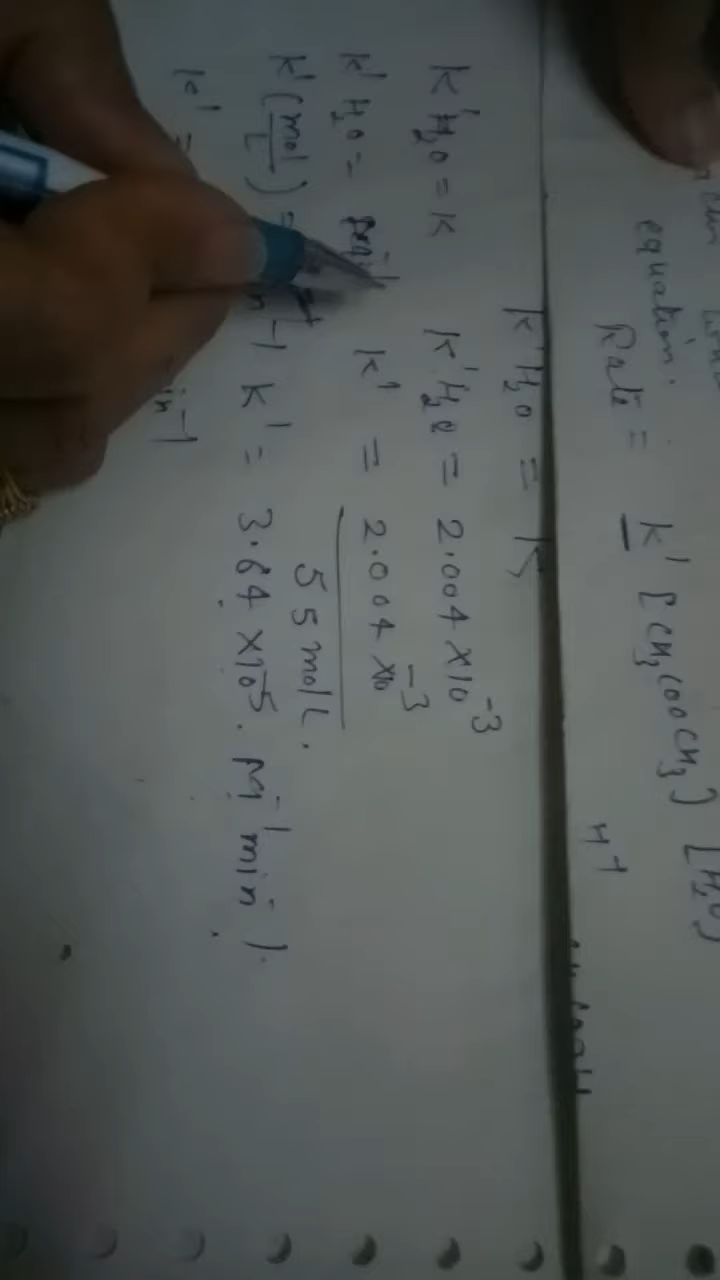 equation.
Rate = k' [CH₃COOCH₃] [H₂O]
H⁺
k'H₂O = K
k'H₂O = K
k'H₂O = 2.004 × 10⁻³
k'H₂O =
k' = 2.004 × 10⁻³
55 mol L.
k' (mol/L) =
k' = 3.64 × 10⁻⁵. M⁻¹ min⁻¹.
k' =